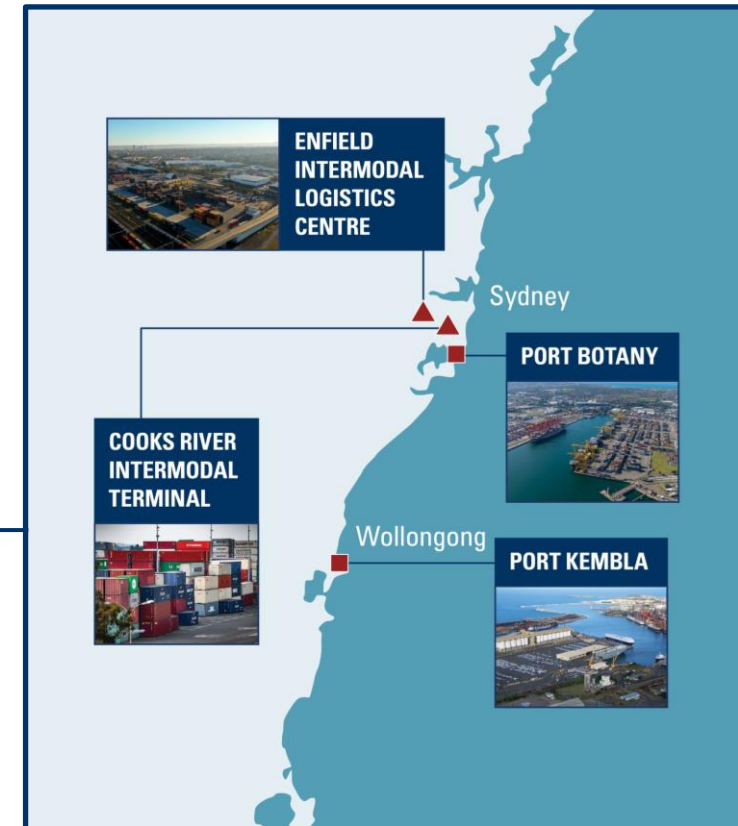 ENFIELD
INTERMODAL
LOGISTICS
CENTRE
Sydney
PORT BOTANY
COOKS RIVER
INTERMODAL
TERMINAL
Wollongong
PORT KEMBLA